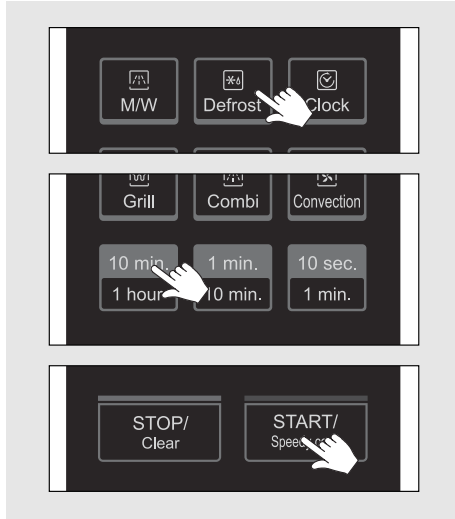 M/W Defrost Clock
Grill Combi Convection
10 min. 1 min. 10 sec.
1 hour 10 min. 1 min.
STOP/ START/
Clear Speedy